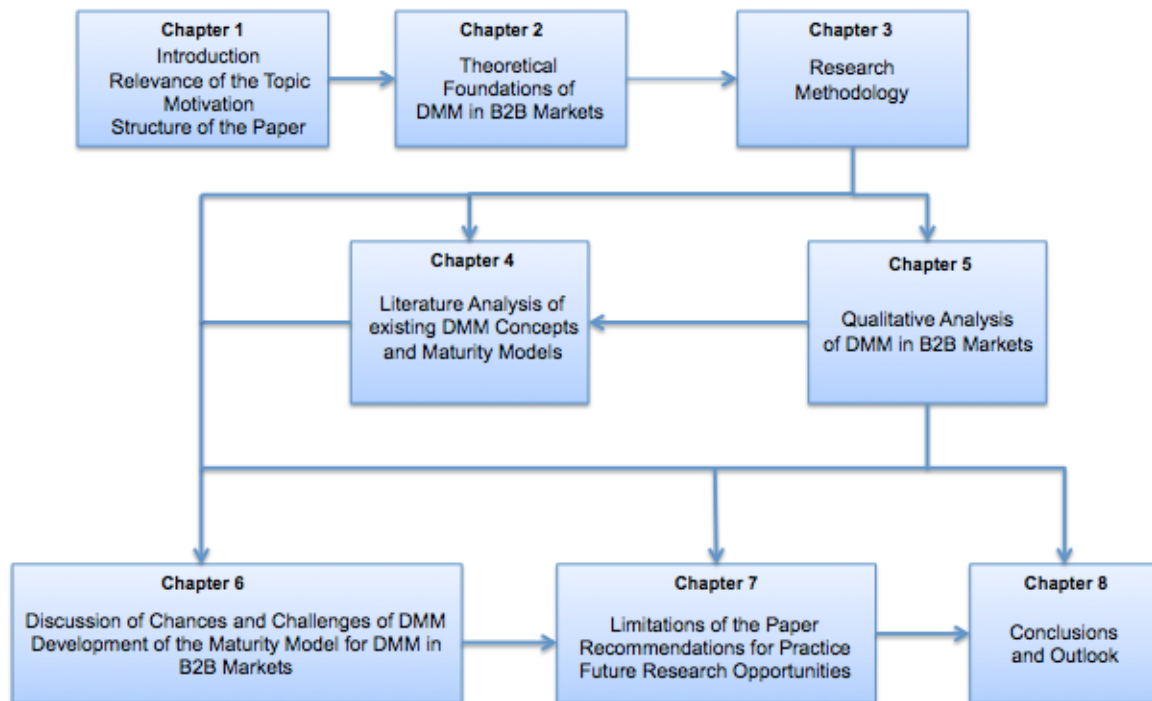 Chapter 1
Introduction
Relevance of the Topic
Motivation
Structure of the Paper
Chapter 2
Theoretical
Foundations of
DMM in B2B Markets
Chapter 3
Research
Methodology
Chapter 4
Literature Analysis of
existing DMM Concepts
and Maturity Models
Chapter 5
Qualitative Analysis
of DMM in B2B Markets
Chapter 6
Discussion of Chances and Challenges of DMM
Development of the Maturity Model for DMM in
B2B Markets
Chapter 7
Limitations of the Paper
Recommendations for Practice
Future Research Opportunities
Chapter 8
Conclusions
and Outlook